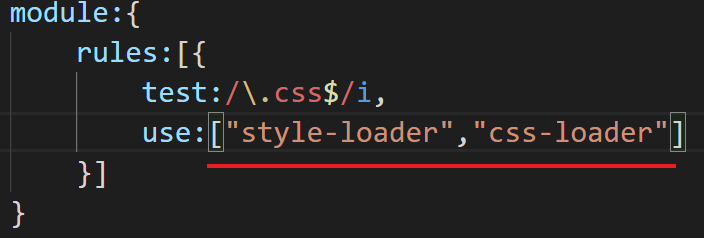 module:{
rules:[{
test:/\.css$/i,
use:["style-loader","css-loader"]
}]
}